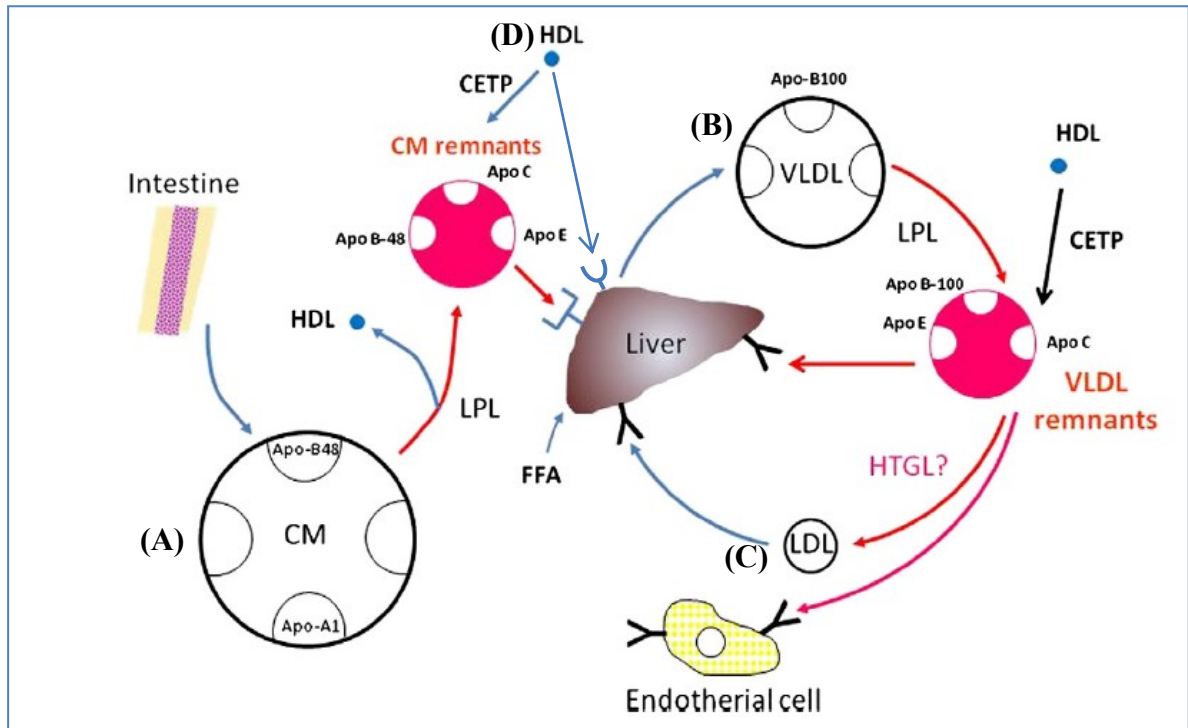 (D) HDL
CETP
CM remnants
Apo C
Apo B-48
Apo E
Intestine
HDL
LPL
Apo-B48
(A)
CM
Apo-A1
Liver
FFA
Apo-B100
(B)
VLDL
LPL
HDL
CETP
Apo B-100
Apo E
Apo C
VLDL
remnants
HTGL?
LDL
(C)
Endotherial cell